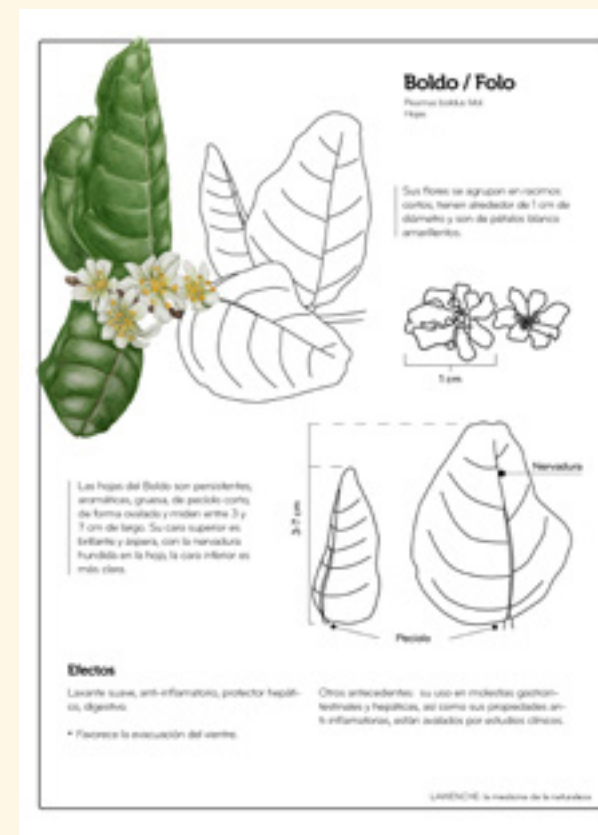 Boldo / Folo
Peumus boldus Mol.
Hojas
Sus flores se agrupan en racimos
cortos, tienen alrededor de 1 cm de
diámetro y son de pétalos blanco
amarillentos.
1 cm
Nervadura
3-7 cm
Las hojas del Boldo son persistentes,
aromáticas, gruesa, de peciolo corto,
de forma ovalada y miden entre 3 y
7 cm de largo. Su cara superior es
brillante y áspera, con la nervadura
hundida en la hoja, la cara inferior es
más clara.
Peciolo
Efectos
Laxante suave, anti-inflamatorio, protector hepáti-
co, digestivo.
* Favorece la evacuación del vientre.
Otros antecedentes: su uso en molestias gastroin-
testinales y hepáticas, así como sus propiedades an-
ti-inflamatorias, están avalados por estudios clínicos.
la medicina de la naturaleza